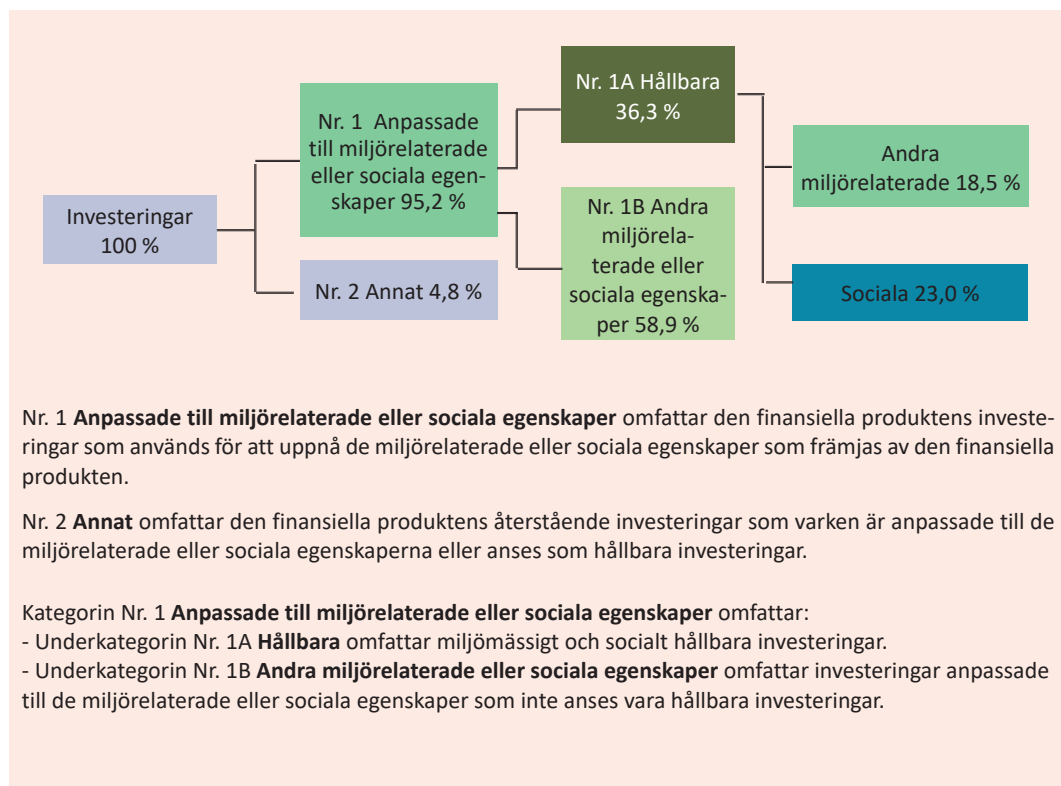 Investeringar
100 %
Nr. 1 Anpassade
till miljörelaterade
eller sociala egen-
skaper 95,2 %
Nr. 2 Annat 4,8 %
Nr. 1A Hållbara
36,3 %
Nr. 1B Andra
miljörela-
terade eller
sociala egenska-
per 58,9 %
Andra
miljörelaterade 18,5 %
Sociala 23,0 %
Nr. 1 Anpassade till miljörelaterade eller sociala egenskaper omfattar den finansiella produktens investe-
ringar som används för att uppnå de miljörelaterade eller sociala egenskaper som främjas av den finansiella
produkten.
Nr. 2 Annat omfattar den finansiella produktens återstående investeringar som varken är anpassade till de
miljörelaterade eller sociala egenskaperna eller anses som hållbara investeringar.
Kategorin Nr. 1 Anpassade till miljörelaterade eller sociala egenskaper omfattar:
- Underkategorin Nr. 1A Hållbara omfattar miljömässigt och socialt hållbara investeringar.
- Underkategorin Nr. 1B Andra miljörelaterade eller sociala egenskaper omfattar investeringar anpassade
till de miljörelaterade eller sociala egenskaper som inte anses vara hållbara investeringar.